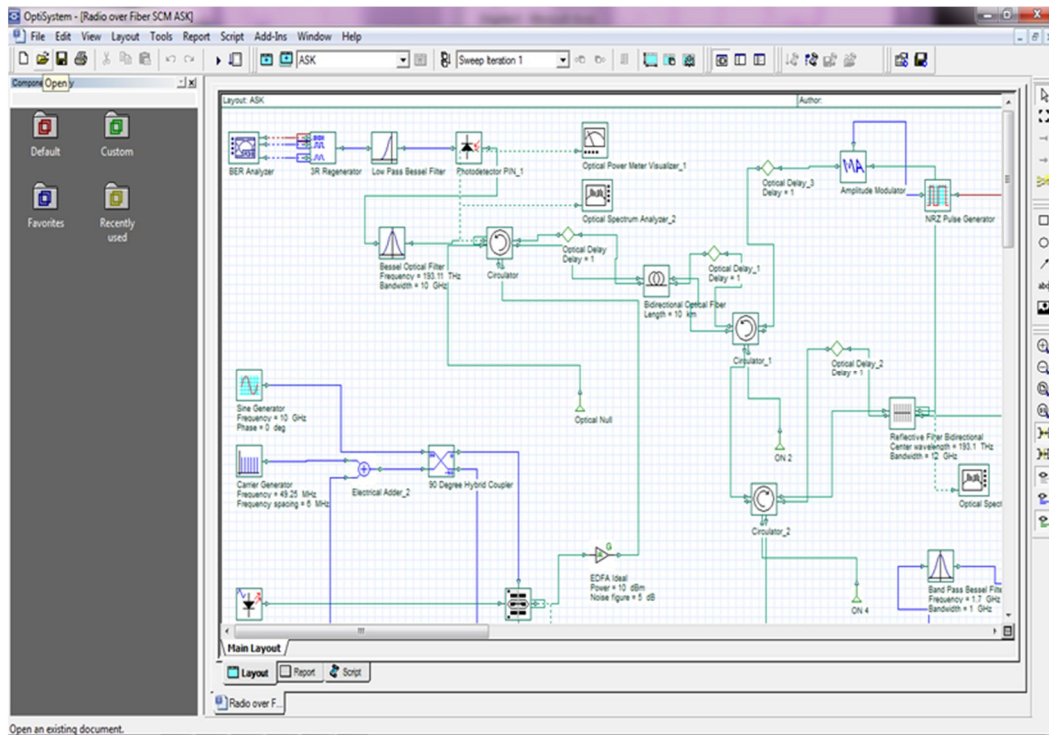 OptiSystem - [Radio over Fiber SCM ASK]
File Edit View Layout Tools Report Script Add-Ins Window Help
ASK
Sweep Iteration 1
Open
Default
Custom
Favorites
Recently
used
Layout: ASK
Author:
BER Analyzer
3R Regenerator
Low Pass Bessel Filter
Photodetector PIN_1
Optical Power Meter Visualizer_1
Optical Spectrum Analyzer_2
Optical Delay_3
Delay = 1
Amplitude Modulator
NRZ Pulse Generator
Bessel Optical Filter
Frequency = 193.11 THz
Bandwidth = 10 GHz
Circulator
Optical Delay
Delay = 1
Optical Delay_1
Delay = 1
Bidirectional Optical Fiber
Length = 10 km
Circulator_1
Optical Delay_2
Delay = 1
Optical Null
ON 2
Reflective Filter Bidirectional
Center wavelength = 193.1 THz
Bandwidth = 12 GHz
Optical Spect
Sine Generator
Frequency = 10 GHz
Phase = 0 deg
Carrier Generator
Frequency = 49.25 MHz
Frequency spacing = 6 MHz
Electrical Adder_2
90 Degree Hybrid Coupler
Circulator_2
G
EDFA Ideal
Power = 10 dBm
Noise figure = 5 dB
ON 4
Band Pass Bessel Filte
Frequency = 1.7 GHz
Bandwidth = 1 GHz
Main Layout
Layout Report Script
Radio over F...
Open an existing document.